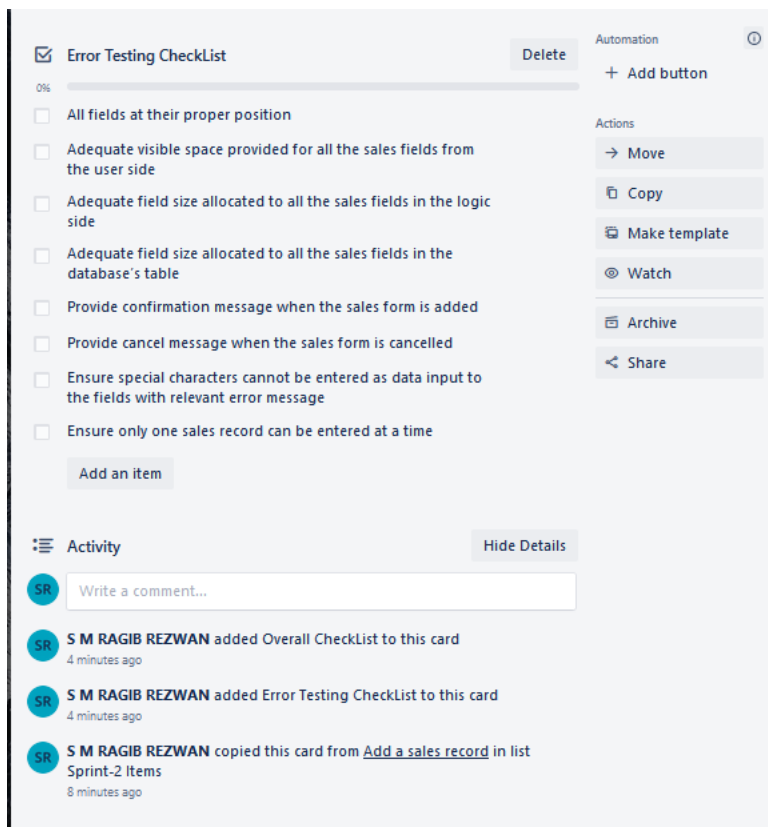 Error Testing CheckList
Delete
0%
All fields at their proper position
Adequate visible space provided for all the sales fields from
the user side
Adequate field size allocated to all the sales fields in the logic
side
Adequate field size allocated to all the sales fields in the
database's table
Provide confirmation message when the sales form is added
Provide cancel message when the sales form is cancelled
Ensure special characters cannot be entered as data input to
the fields with relevant error message
Ensure only one sales record can be entered at a time
Add an item
Activity
Hide Details
SR
Write a comment...
SR
S M RAGIB REZWAN added Overall CheckList to this card
4 minutes ago
SR
S M RAGIB REZWAN added Error Testing CheckList to this card
4 minutes ago
SR
S M RAGIB REZWAN copied this card from Add a sales record in list
Sprint-2 Items
8 minutes ago
Automation
+ Add button
Actions
→ Move
Copy
Make template
Watch
Archive
Share